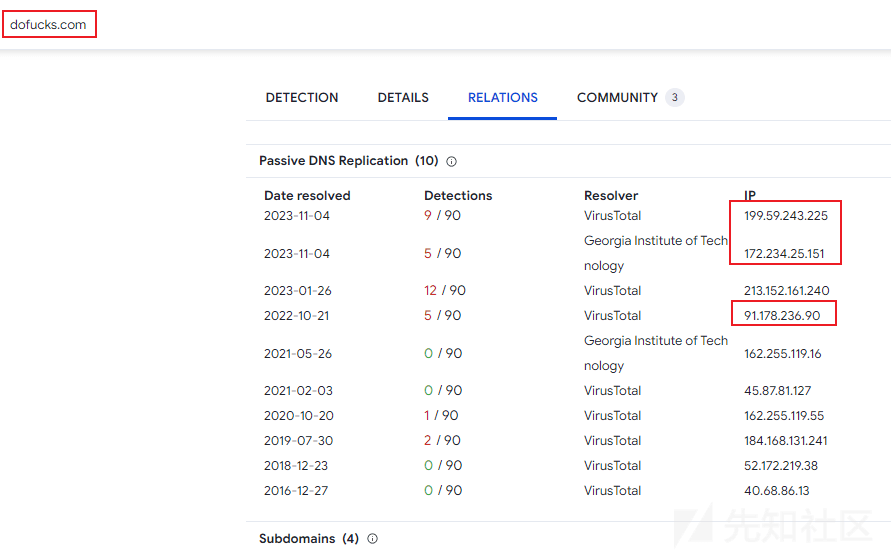 dofucks.com
DETECTION DETAILS RELATIONS COMMUNITY 3
Passive DNS Replication (10)
Date resolved Detections Resolver IP
2023-11-04 9 / 90 VirusTotal 199.59.243.225
2023-11-04 5 / 90 Georgia Institute of Tech 172.234.25.151
nology
2023-01-26 12 / 90 VirusTotal 213.152.161.240
2022-10-21 5 / 90 VirusTotal 91.178.236.90
2021-05-26 0 / 90 Georgia Institute of Tech 162.255.119.16
nology
2021-02-03 0 / 90 VirusTotal 45.87.81.127
2020-10-20 1 / 90 VirusTotal 162.255.119.55
2019-07-30 2 / 90 VirusTotal 184.168.131.241
2018-12-23 0 / 90 VirusTotal 52.172.219.38
2016-12-27 0 / 90 VirusTotal 40.68.86.13
Subdomains (4)
先知社区